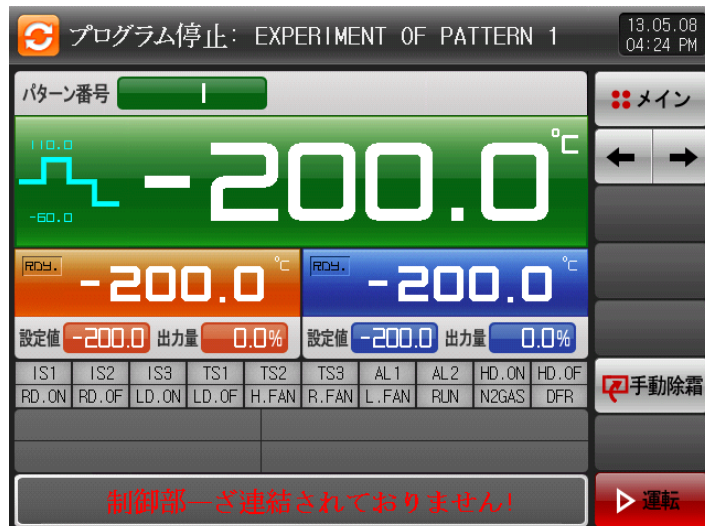 プログラム停止: EXPERIMENT OF PATTERN 1
13.05.08
04:24 PM
パターン番号 1
メイン
110.0
-60.0
-200.0 ℃
← →
RDY. -200.0 ℃
RDY. -200.0 ℃
設定値 -200.0 出力量 0.0%
設定値 -200.0 出力量 0.0%
IS1 IS2 IS3 TS1 TS2 TS3 AL1 AL2 HD.ON HD.OF
RD.ON RD.OF LD.ON LD.OF H.FAN R.FAN L.FAN RUN N2GAS DFR
手動除霜
制御部―ざ連結されておりません!
運転